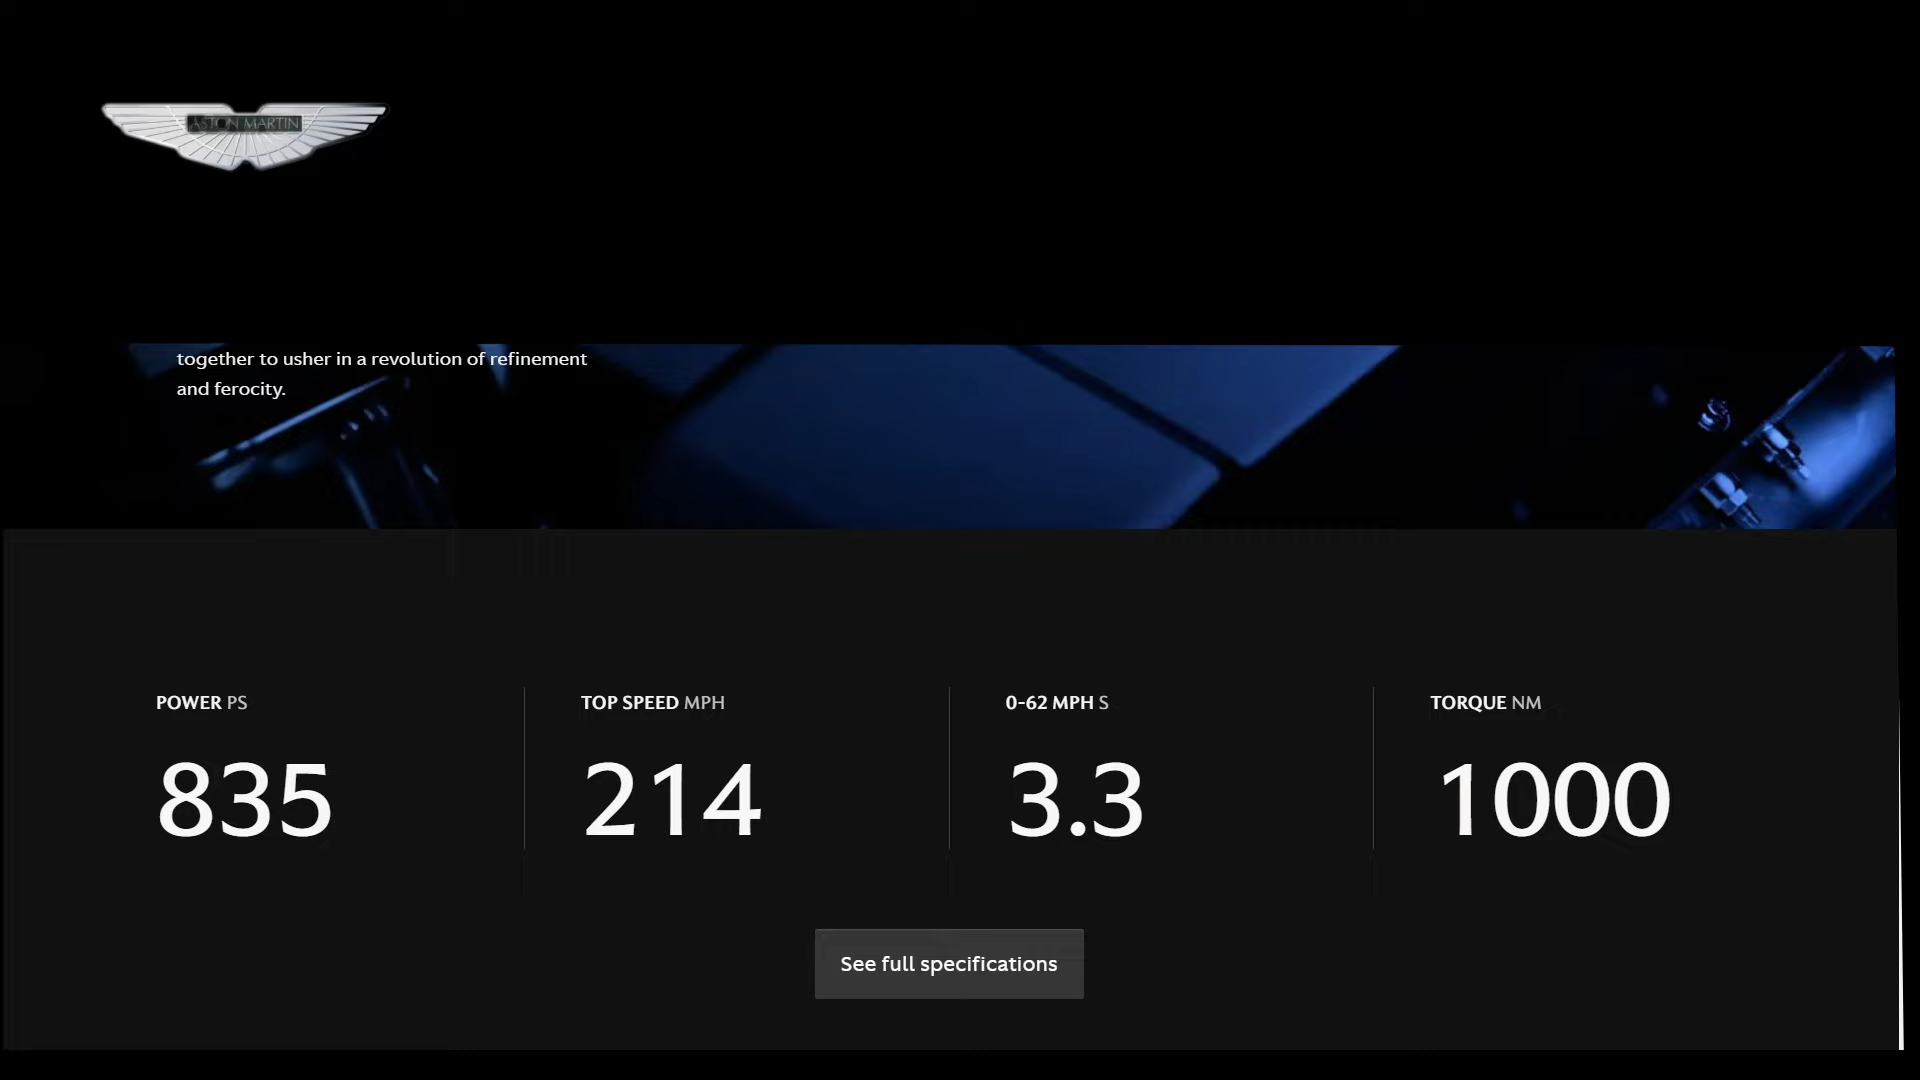 ASTON MARTIN
together to usher in a revolution of refinement
and ferocity.
POWER PS
TOP SPEED MPH
0-62 MPH S
TORQUE NM
835
214
3.3
1000
See full specifications